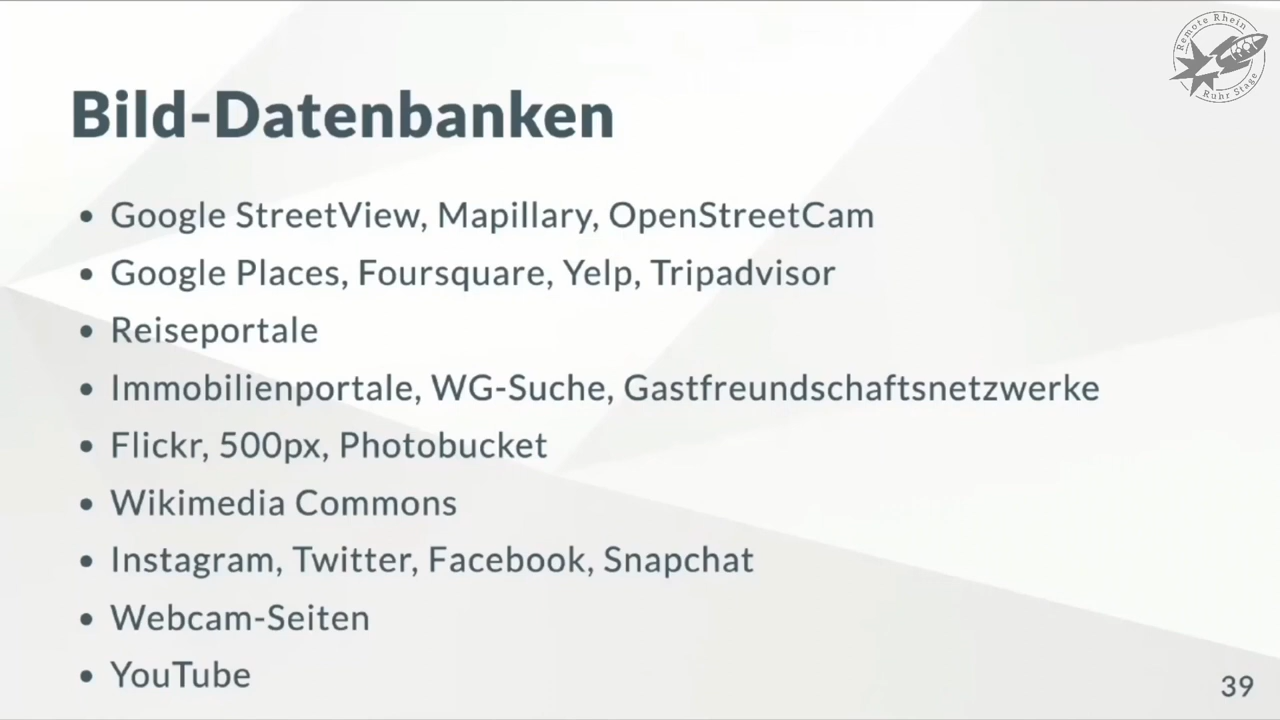 Remote Rhein
Ruhr Stage
Bild-Datenbanken
• Google StreetView, Mapillary, OpenStreetCam
• Google Places, Foursquare, Yelp, Tripadvisor
• Reiseportale
• Immobilienportale, WG-Suche, Gastfreundschaftsnetzwerke
• Flickr, 500px, Photobucket
• Wikimedia Commons
• Instagram, Twitter, Facebook, Snapchat
• Webcam-Seiten
• YouTube
39